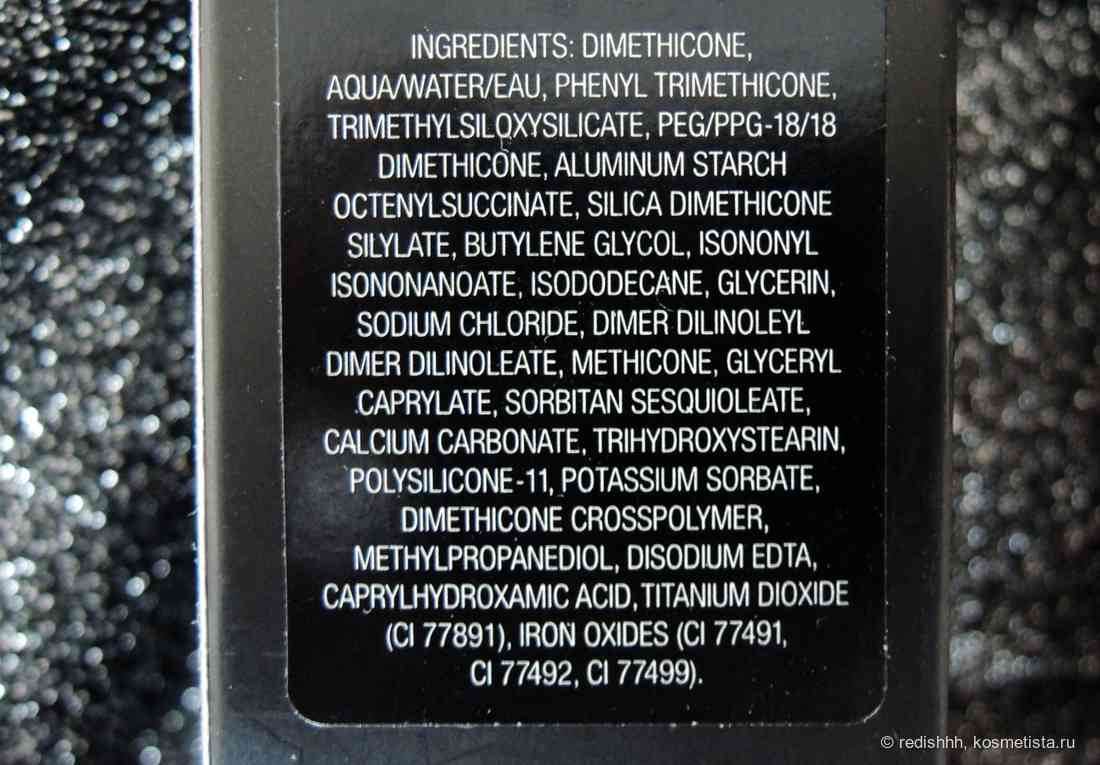 INGREDIENTS: DIMETHICONE,
AQUA/WATER/EAU, PHENYL TRIMETHICONE,
TRIMETHYLSILOXYSILICATE, PEG/PPG-18/18
DIMETHICONE, ALUMINUM STARCH
OCTENYLSUCCINATE, SILICA DIMETHICONE
SILYLATE, BUTYLENE GLYCOL, ISONONYL
ISONONANOATE, ISODODECANE, GLYCERIN,
SODIUM CHLORIDE, DIMER DILINOLEYL
DIMER DILINOLEATE, METHICONE, GLYCERYL
CAPRYLATE, SORBITAN SESQUIOLEATE,
CALCIUM CARBONATE, TRIHYDROXYSTEARIN,
POLYSILICONE-11, POTASSIUM SORBATE,
DIMETHICONE CROSSPOLYMER,
METHYLPROPANEDIOL, DISODIUM EDTA,
CAPRYLHYDROXAMIC ACID, TITANIUM DIOXIDE
(CI 77891), IRON OXIDES (CI 77491,
CI 77492, CI 77499).
© redishhh, kosmetista.ru